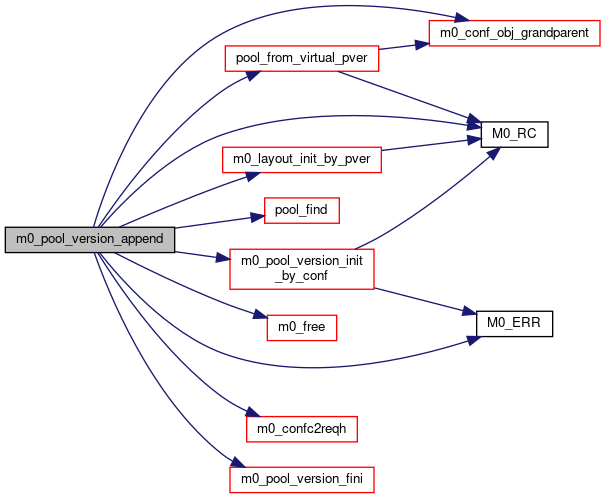 m0_conf_obj_grandparent
pool_from_virtual_pver
M0_RC
m0_layout_init_by_pver
pool_find
m0_pool_version_append
m0_pool_version_init
_by_conf
m0_free
M0_ERR
m0_confc2reqh
m0_pool_version_fini